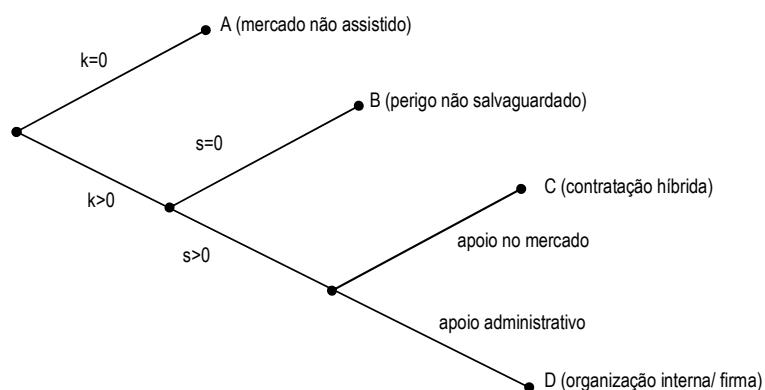 A (mercado não assistido)
k=0
B (perigo não salvaguardado)
s=0
k>0
C (contratação híbrida)
s>0
apoio no mercado
apoio administrativo
D (organização interna/ firma)